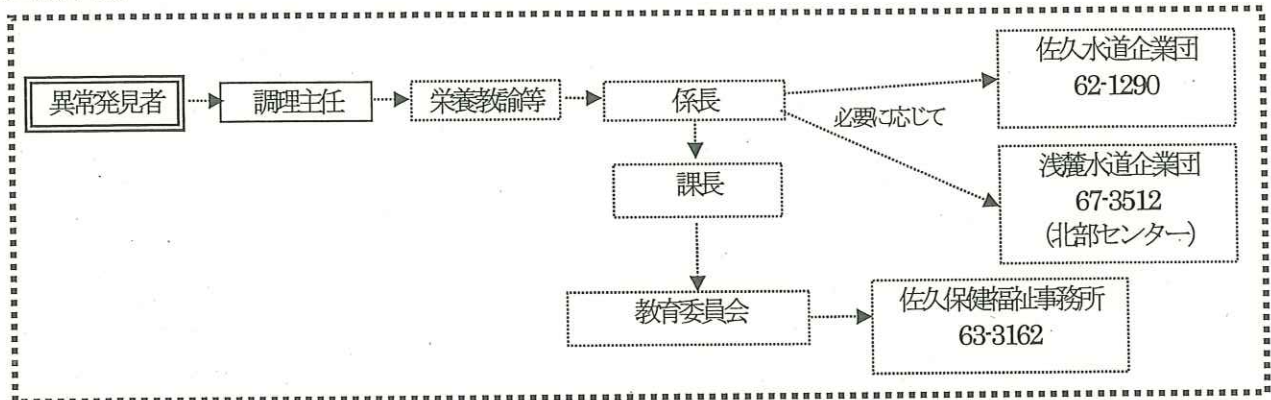 異常発見者
調理主任
栄養教諭等
係長
必要に応じて
佐久水道企業団
62-1290
浅麓水道企業団
67-3512
(北部センター)
課長
教育委員会
佐久保健福祉事務所
63-3162